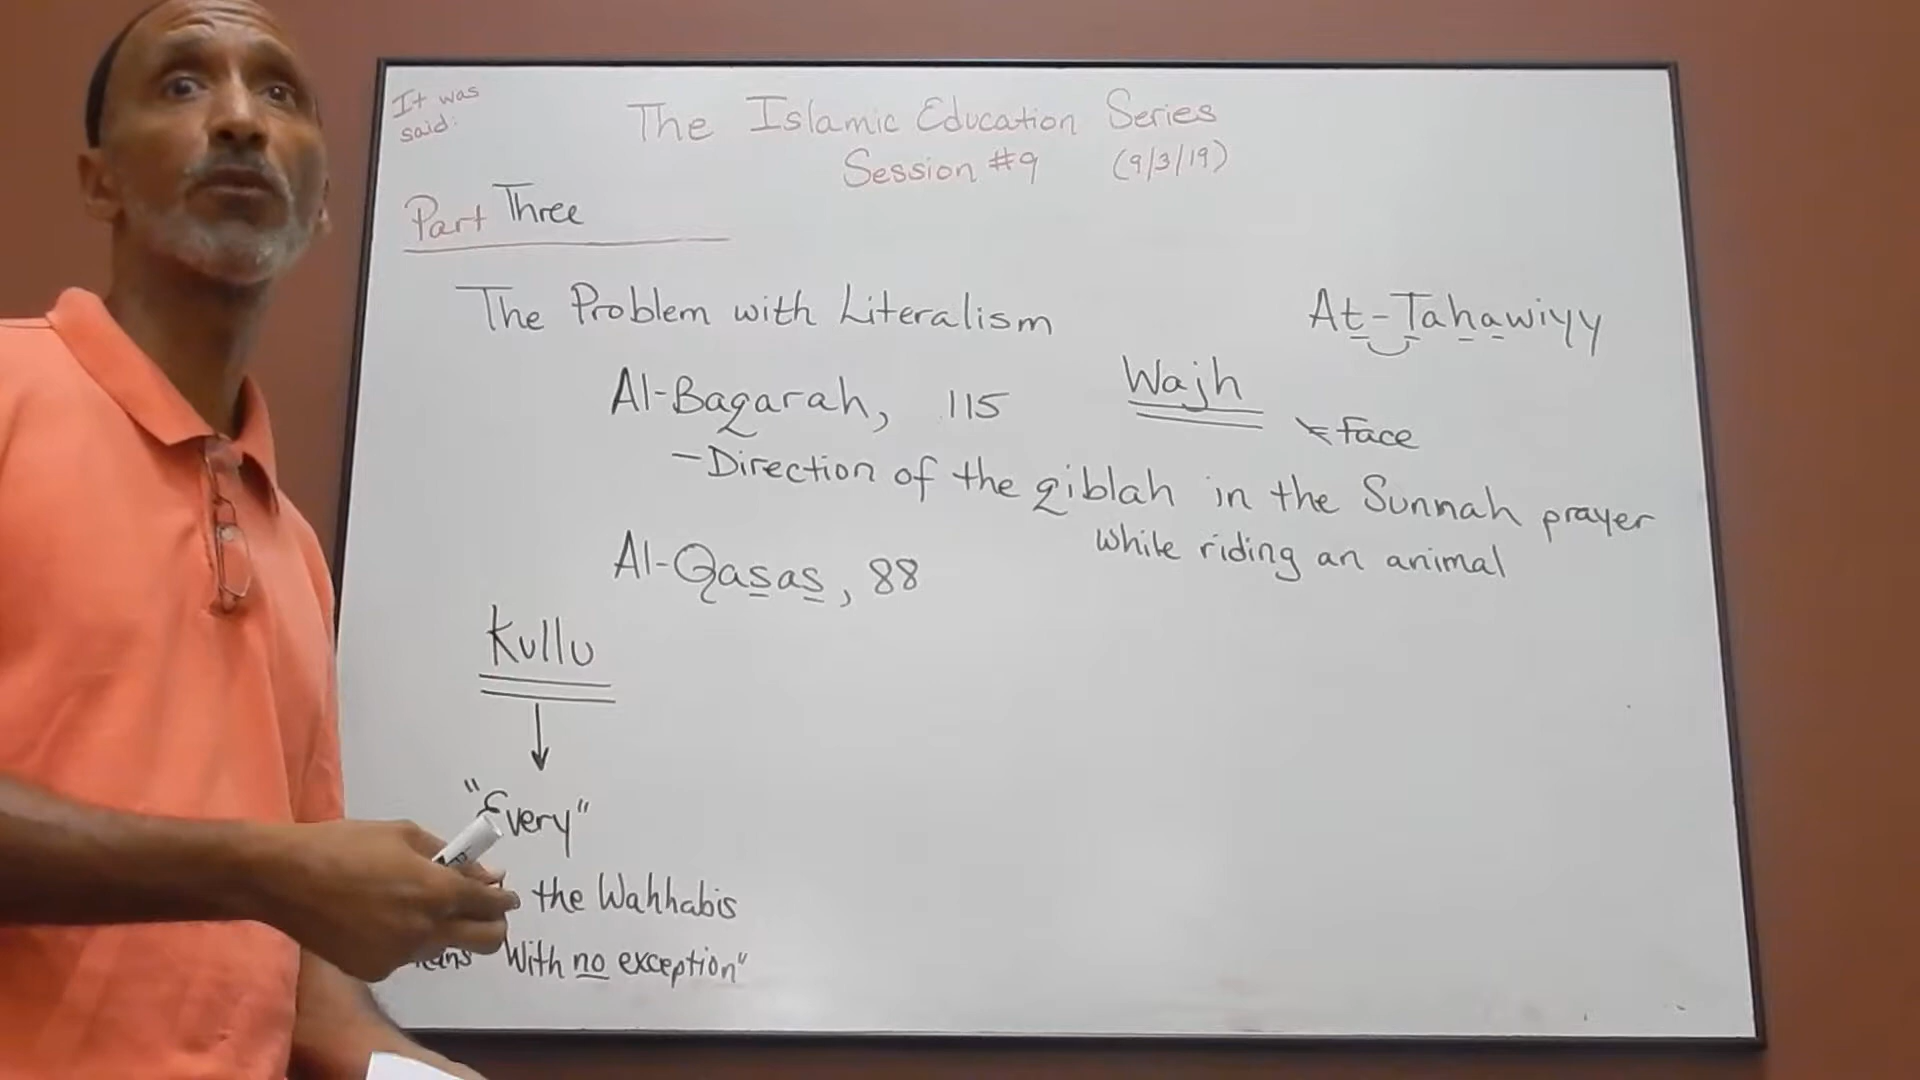 It was
said:
The Islamic Education Series
Session #9 (9/3/19)
Part Three
The Problem with Literalism
At-Tahawiyy
Al-Baqarah, 115
Wajh
Face
-Direction of the qiblah in the Sunnah prayer
while riding an animal
Al-Qasas, 88
Kullu
"Every"
the Wahhabis
With no exception"